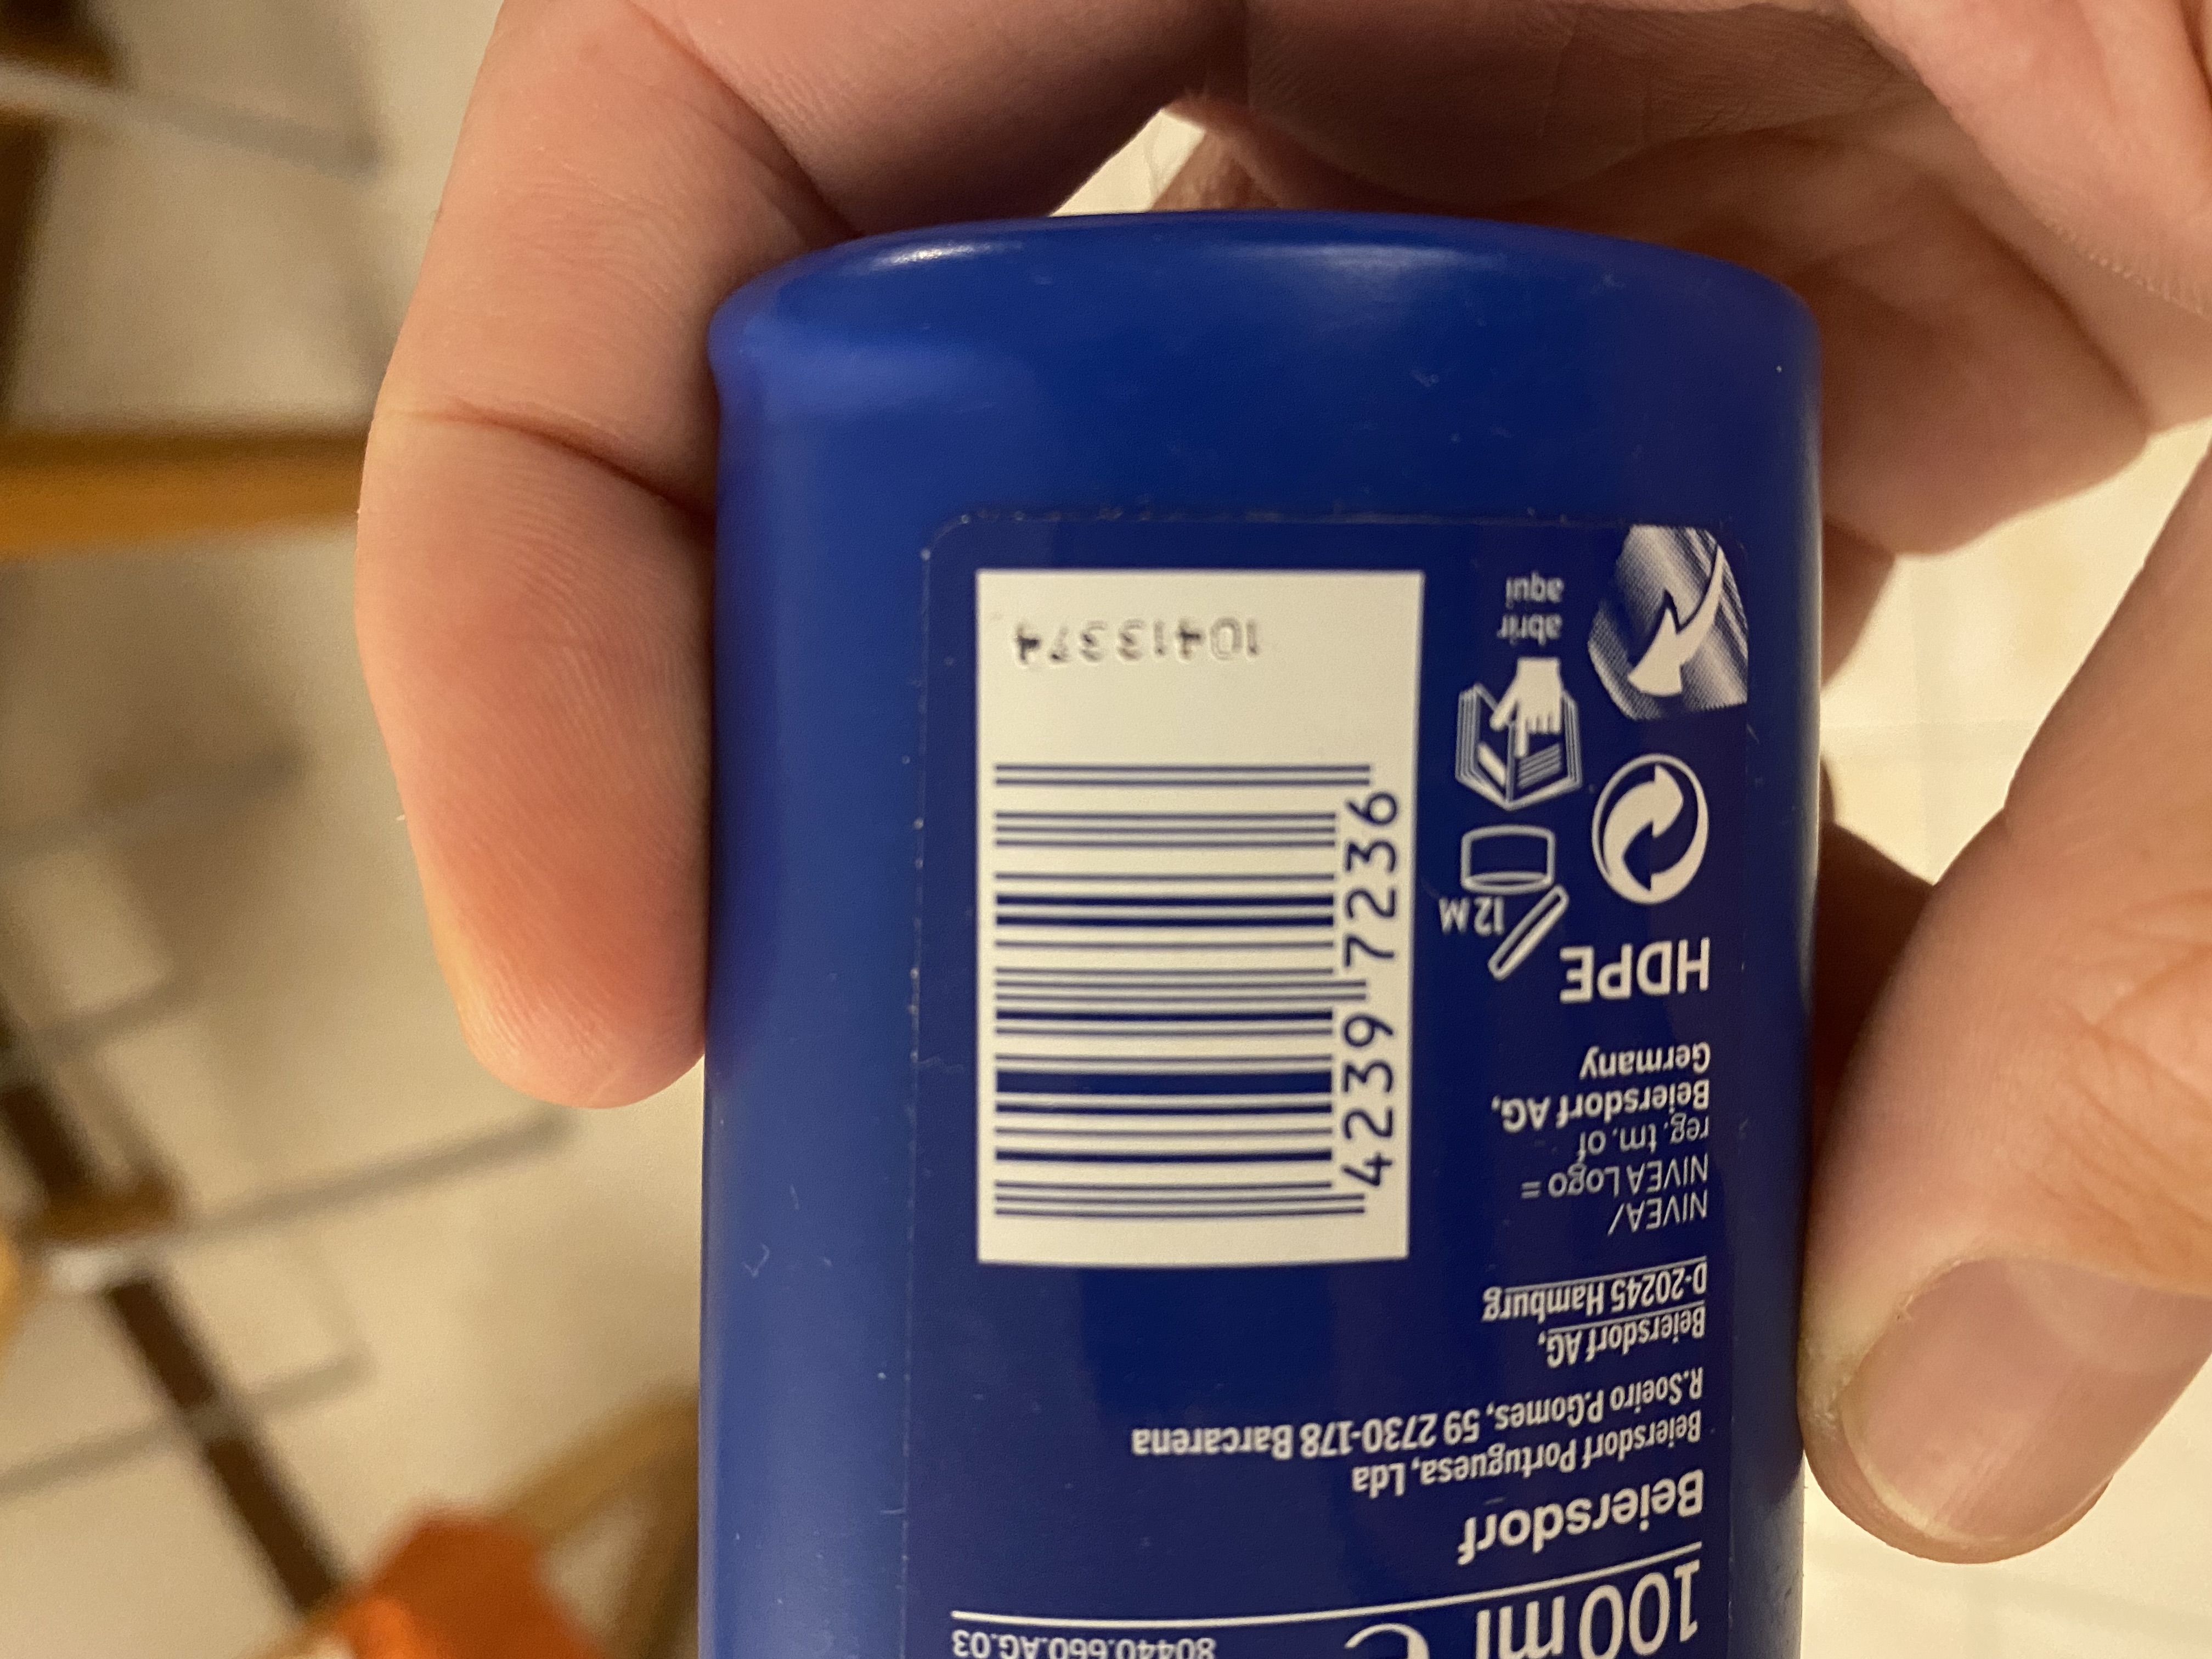 100ml e 80440.660.AG.03
Beiersdorf
Beiersdorf Portuguesa, Lda
R.Soeiro P.Gomes, 59 2730-178 Barcarena
Beiersdorf AG,
D-20245 Hamburg
NIVEA/
NIVEA Logo =
reg. tm. of
Beiersdorf AG,
Germany
4239 7236
HDPE
12 M
abrir
aqui
10413374